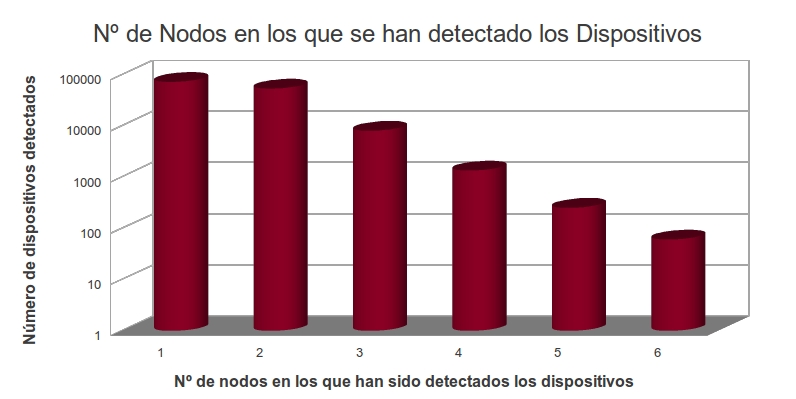 Nº de Nodos en los que se han detectado los Dispositivos
Número de dispositivos detectados
100000
10000
1000
100
10
1
1 2 3 4 5 6
Nº de nodos en los que han sido detectados los dispositivos